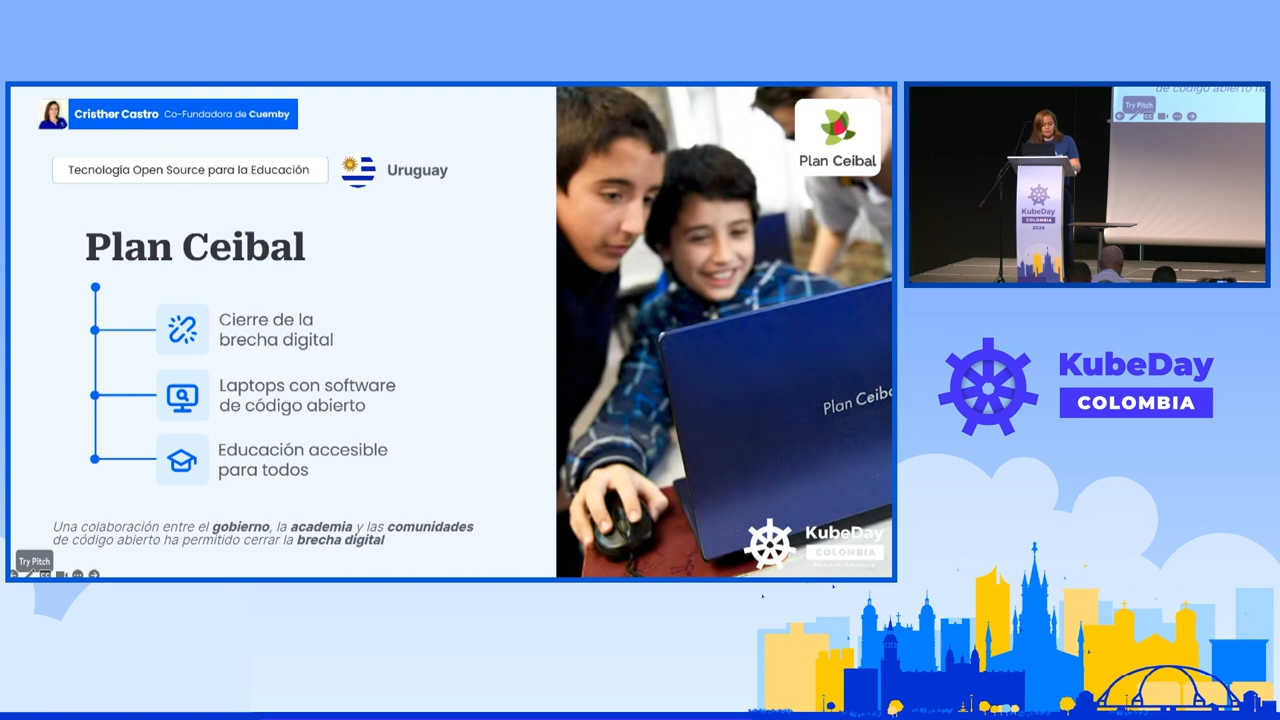 Cristher Castro Co-Fundadora de Cuemby
Tecnología Open Source para la Educación
Uruguay
Plan Ceibal
Cierre de la
brecha digital
Laptops con software
de código abierto
Educación accesible
para todos
Una colaboración entre el gobierno, la academia y las comunidades
de código abierto ha permitido cerrar la brecha digital
Try Pitch
Plan Ceibal
Plan Ceiba
KubeDay
COLOMBIA
de código abierto ha
Try Pitch
KubeDay
COLOMBIA
2024
KubeDay
COLOMBIA